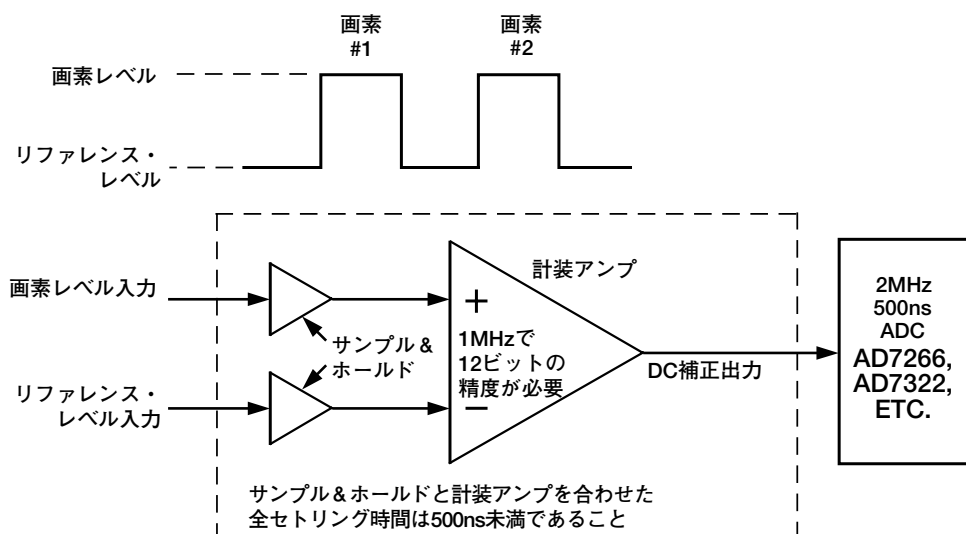 画素
#1
画素
#2
画素レベル
リファレンス・
レベル
画素レベル入力
リファレンス・
レベル入力
サンプル&
ホールド
計装アンプ
+
1MHzで
12ビットの
精度が必要
−
DC補正出力
2MHz
500ns
ADC
AD7266,
AD7322,
ETC.
サンプル&ホールドと計装アンプを合わせた
全セトリング時間は500ns未満であること